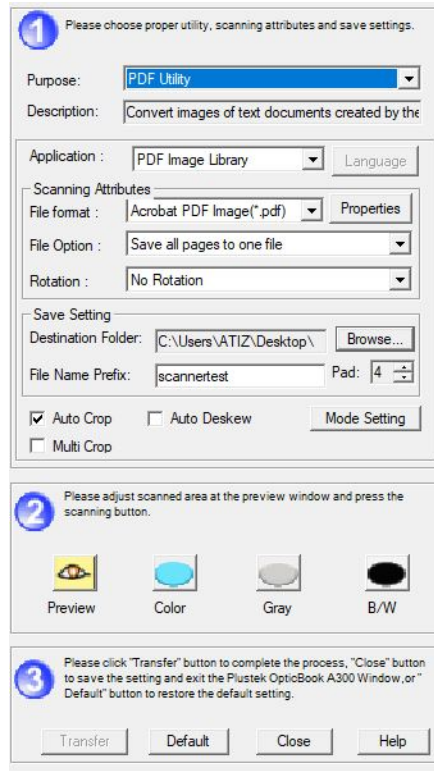 1
Please choose proper utility, scanning attributes and save settings.
Purpose: PDF Utility
Description: Convert images of text documents created by the
Application : PDF Image Library Language
Scanning Attributes
File format : Acrobat PDF Image(*.pdf) Properties
File Option : Save all pages to one file
Rotation : No Rotation
Save Setting
Destination Folder: C:\Users\ATIZ\Desktop\ Browse...
File Name Prefix: scannertest Pad: 4
Auto Crop Auto Deskew Mode Setting
Multi Crop
2
Please adjust scanned area at the preview window and press the
scanning button.
Preview Color Gray B/W
3
Please click "Transfer" button to complete the process, "Close" button
to save the setting and exit the Plustek OpticBook A300 Window,or "
Default" button to restore the default setting.
Transfer Default Close Help